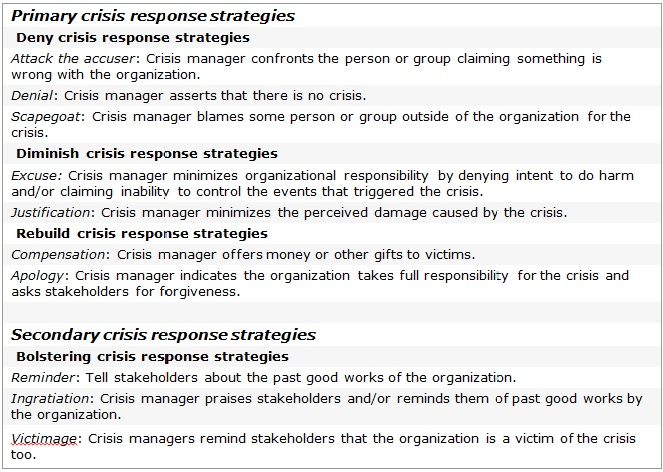 Primary crisis response strategies
Deny crisis response strategies
Attack the accuser: Crisis manager confronts the person or group claiming something is
wrong with the organization.
Denial: Crisis manager asserts that there is no crisis.
Scapegoat: Crisis manager blames some person or group outside of the organization for the
crisis.
Diminish crisis response strategies
Excuse: Crisis manager minimizes organizational responsibility by denying intent to do harm
and/or claiming inability to control the events that triggered the crisis.
Justification: Crisis manager minimizes the perceived damage caused by the crisis.
Rebuild crisis response strategies
Compensation: Crisis manager offers money or other gifts to victims.
Apology: Crisis manager indicates the organization takes full responsibility for the crisis and
asks stakeholders for forgiveness.
Secondary crisis response strategies
Bolstering crisis response strategies
Reminder: Tell stakeholders about the past good works of the organization.
Ingratiation: Crisis manager praises stakeholders and/or reminds them of past good works by
the organization.
Victimage: Crisis managers remind stakeholders that the organization is a victim of the crisis
too.